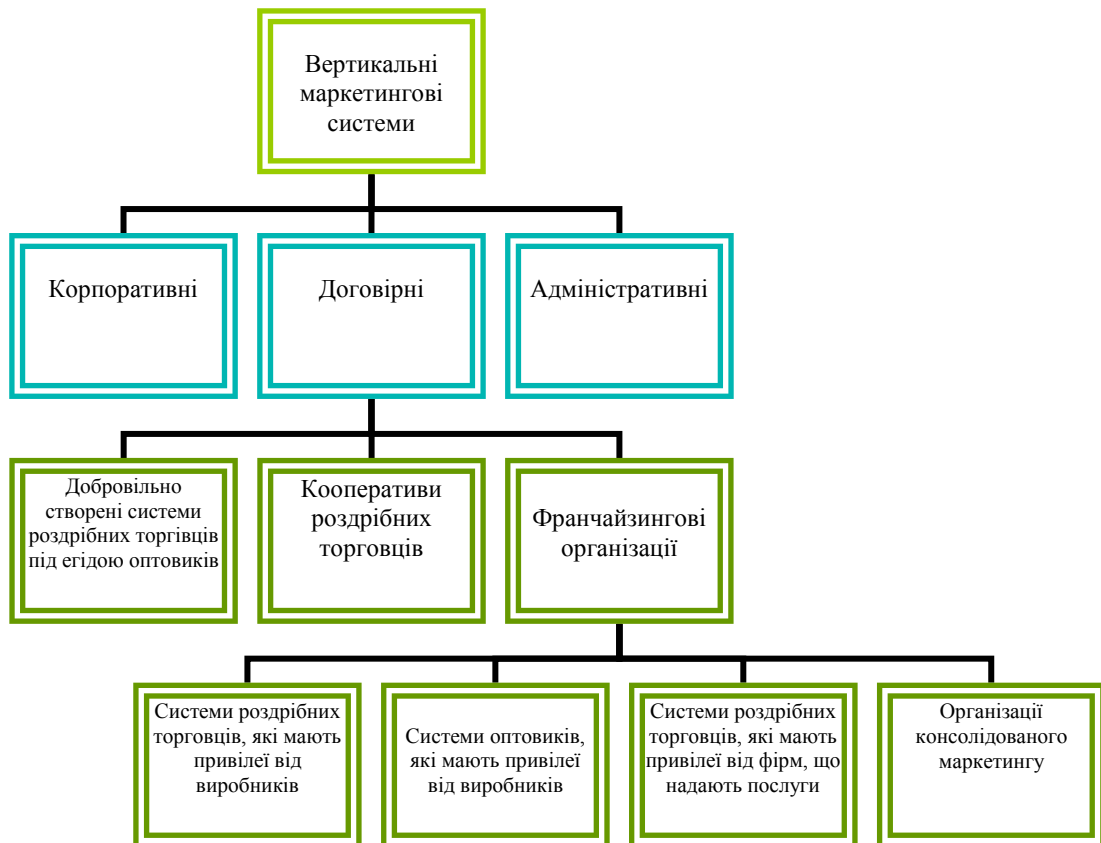 Вертикальні
маркетингові
системи
Корпоративні
Договірні
Адміністративні
Добровільно
створені системи
роздрібних торгівців
під егідою оптовиків
Кооперативи
роздрібних
торговців
Франчайзингові
організації
Системи роздрібних
торговців, які мають
привілеї від
виробників
Системи оптовиків,
які мають привілеї
від виробників
Системи роздрібних
торговців, які мають
привілеї від фірм, що
надають послуги
Організації
консолідованого
маркетингу